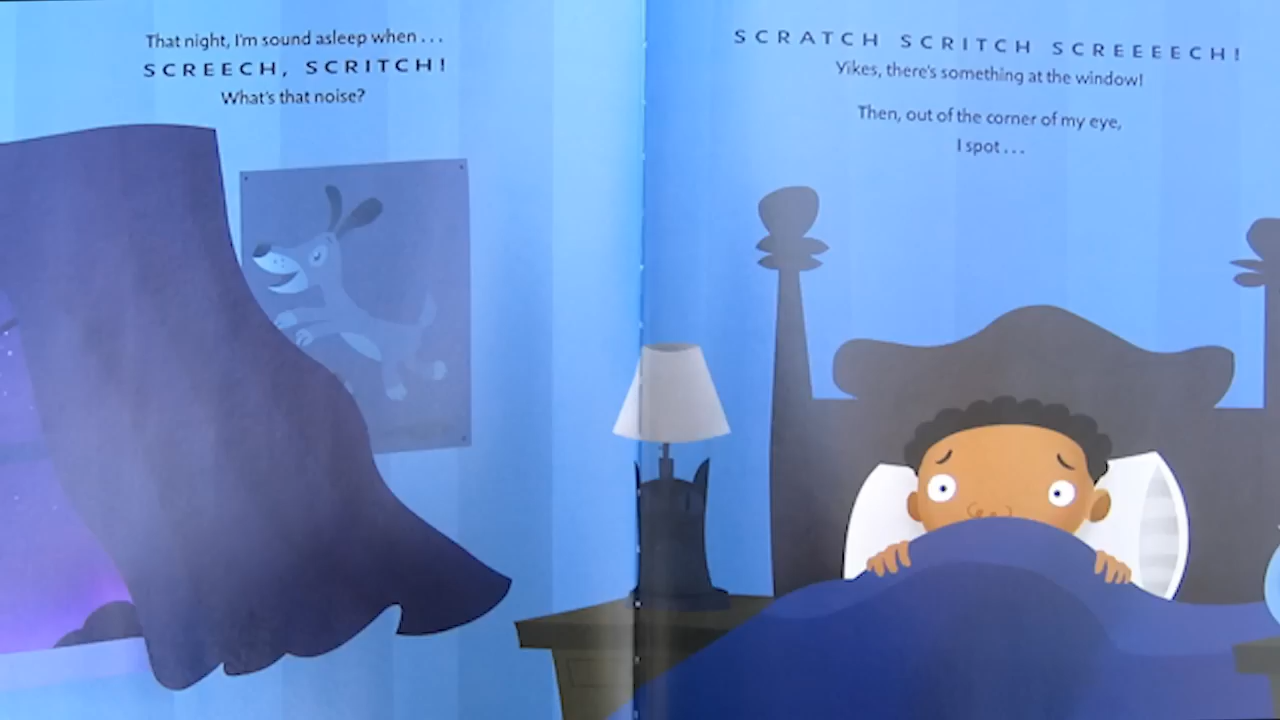 That night, I'm sound asleep when...
SCREECH, SCRITCH!
What's that noise?
SCRATCH SCRITCH SCREEEECH!
Yikes, there's something at the window!
Then, out of the corner of my eye,
I spot...